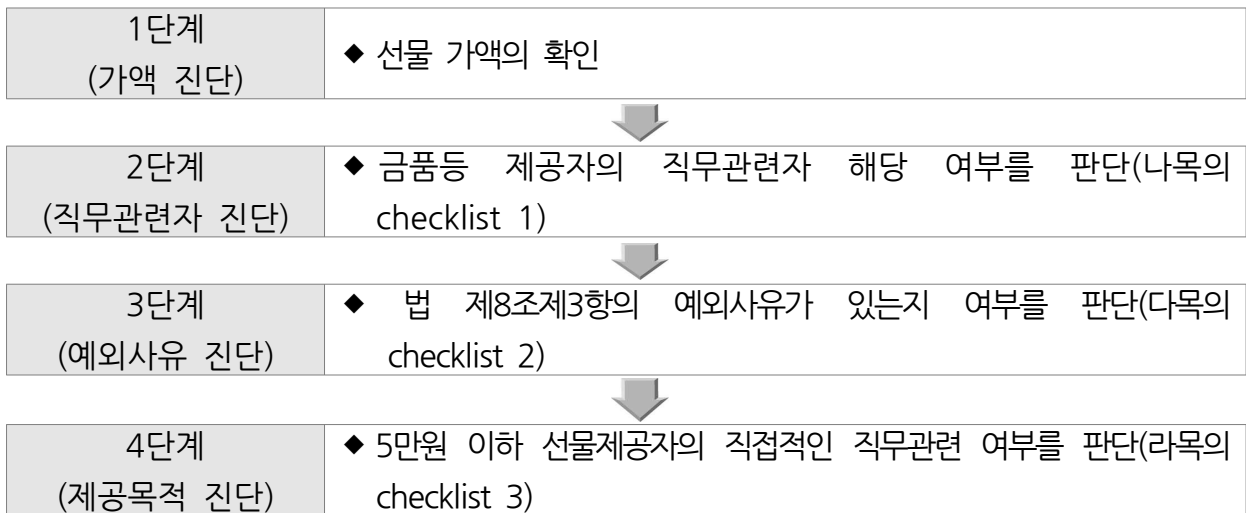 1단계
(가액 진단)
◆ 선물 가액의 확인
2단계
(직무관련자 진단)
◆ 금품등 제공자의 직무관련자 해당 여부를 판단(나목의
checklist 1)
3단계
(예외사유 진단)
◆ 법 제8조제3항의 예외사유가 있는지 여부를 판단(다목의
checklist 2)
4단계
(제공목적 진단)
◆ 5만원 이하 선물제공자의 직접적인 직무관련 여부를 판단(라목의
checklist 3)